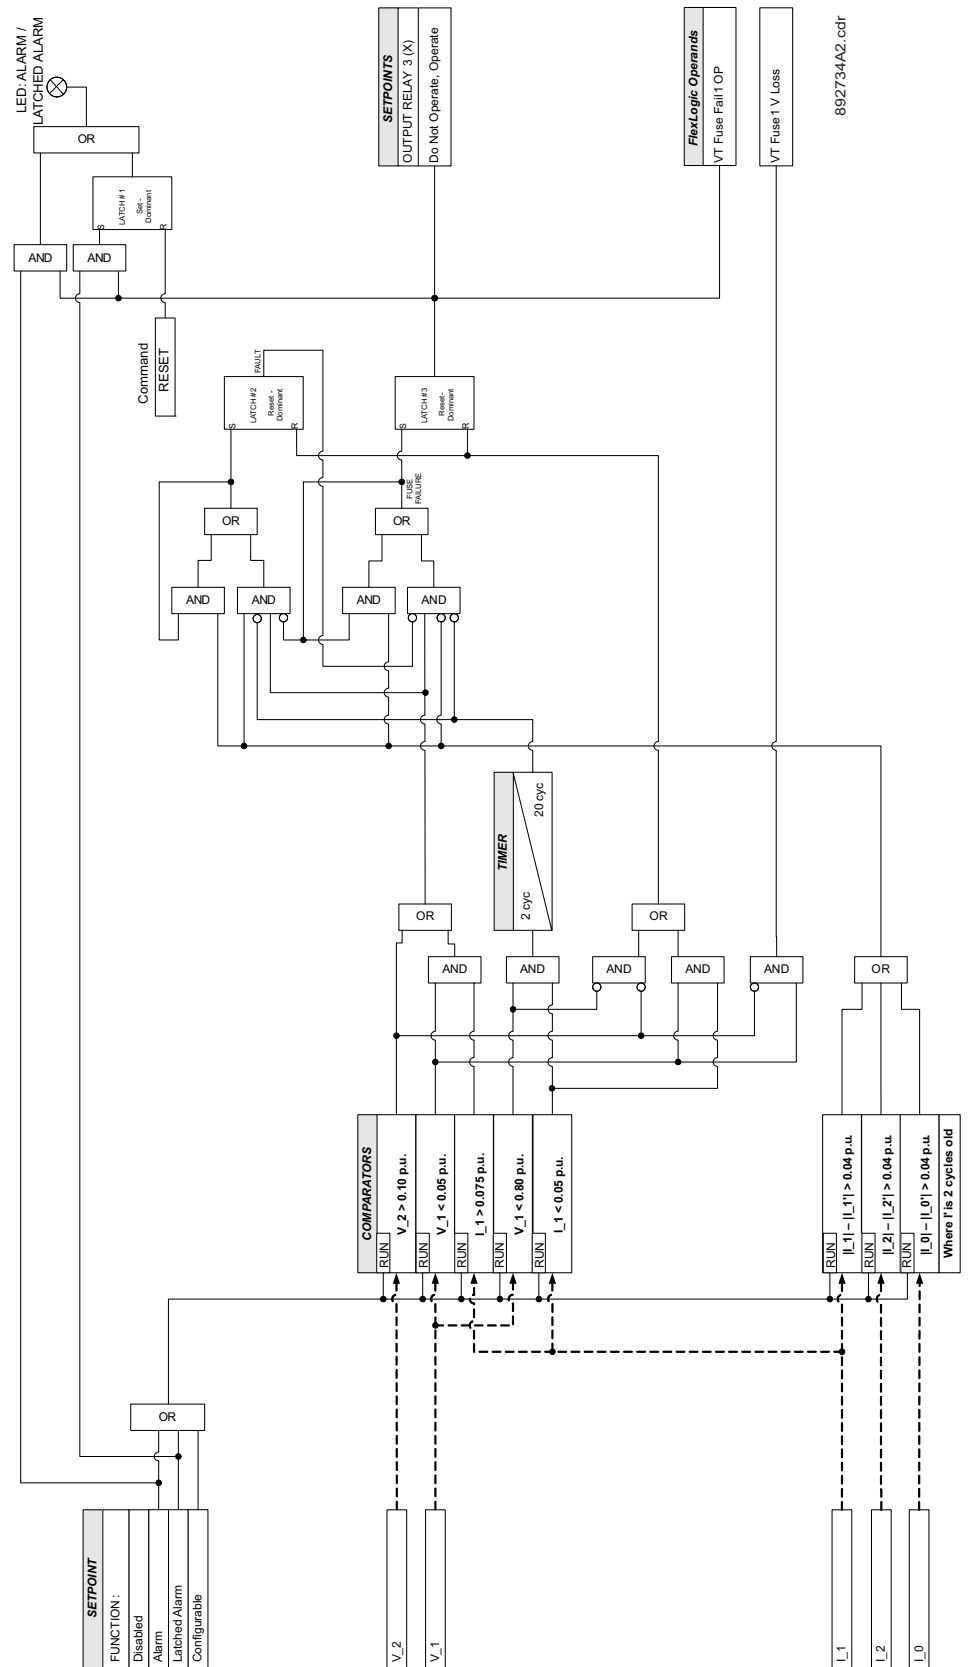 LED: ALARM /
LATCHED ALARM
OR
LATCH # 1
Set -
Dominant
S
R
AND
AND
Command
RESET
SETPOINTS
OUTPUT RELAY 3 (X)
Do Not Operate, Operate
FlexLogic Operands
VT Fuse Fail1 OP
VT Fuse1 V Loss
892734A2.cdr
FAULT
LATCH #2
Reset -
Dominant
S
R
LATCH #3
Reset -
Dominant
S
R
FUSE
FAILURE
OR
OR
AND
AND
AND
AND
TIMER
2 cyc
20 cyc
OR
OR
AND
AND
AND
AND
AND
OR
COMPARATORS
RUN
V_2 > 0.10 p.u.
RUN
V_1 < 0.05 p.u.
RUN
I_1 > 0.075 p.u.
RUN
V_1 < 0.80 p.u.
RUN
I_1 < 0.05 p.u.
RUN
|I_1| – |I_1'| > 0.04 p.u.
RUN
|I_2| – |I_2'| > 0.04 p.u.
RUN
|I_0| – |I_0'| > 0.04 p.u.
Where I' is 2 cycles old
OR
SETPOINT
FUNCTION :
Disabled
Alarm
Latched Alarm
Configurable
V_2
V_1
I_1
I_2
I_0